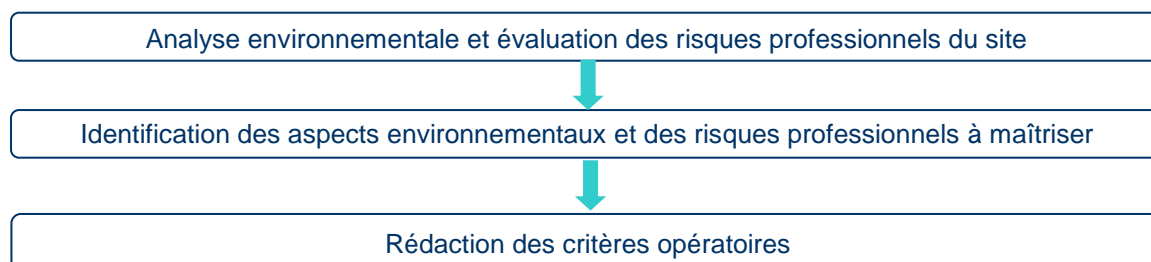 Analyse environnementale et évaluation des risques professionnels du site
Identification des aspects environnementaux et des risques professionnels à maîtriser
Rédaction des critères opératoires